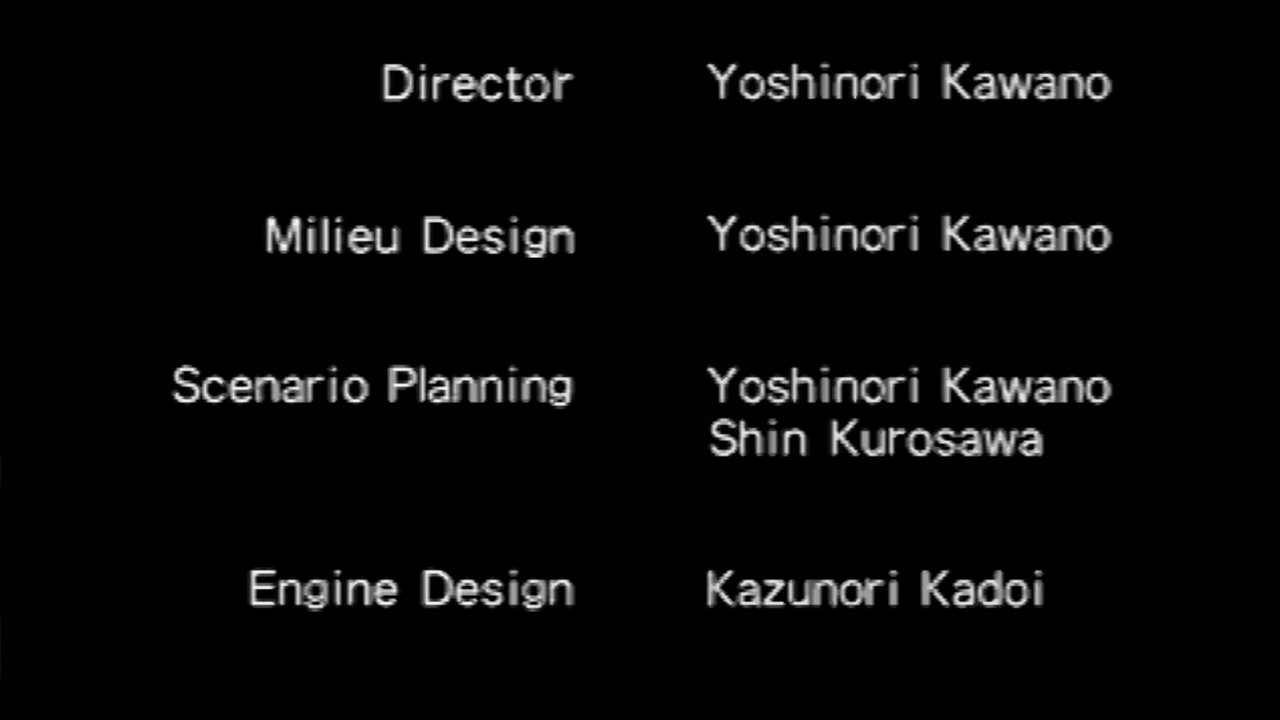 Director Yoshinori Kawano
Milieu Design Yoshinori Kawano
Scenario Planning Yoshinori Kawano
Shin Kurosawa
Engine Design Kazunori Kadoi